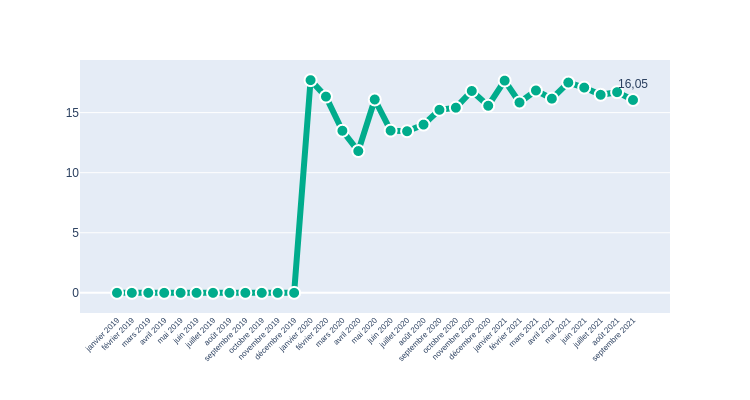 16,05
15
10
5
0
janvier 2019
février 2019
mars 2019
avril 2019
mai 2019
juin 2019
juillet 2019
août 2019
septembre 2019
octobre 2019
novembre 2019
décembre 2019
janvier 2020
février 2020
mars 2020
avril 2020
mai 2020
juin 2020
juillet 2020
août 2020
septembre 2020
octobre 2020
novembre 2020
décembre 2020
janvier 2021
février 2021
mars 2021
avril 2021
mai 2021
juin 2021
juillet 2021
août 2021
septembre 2021